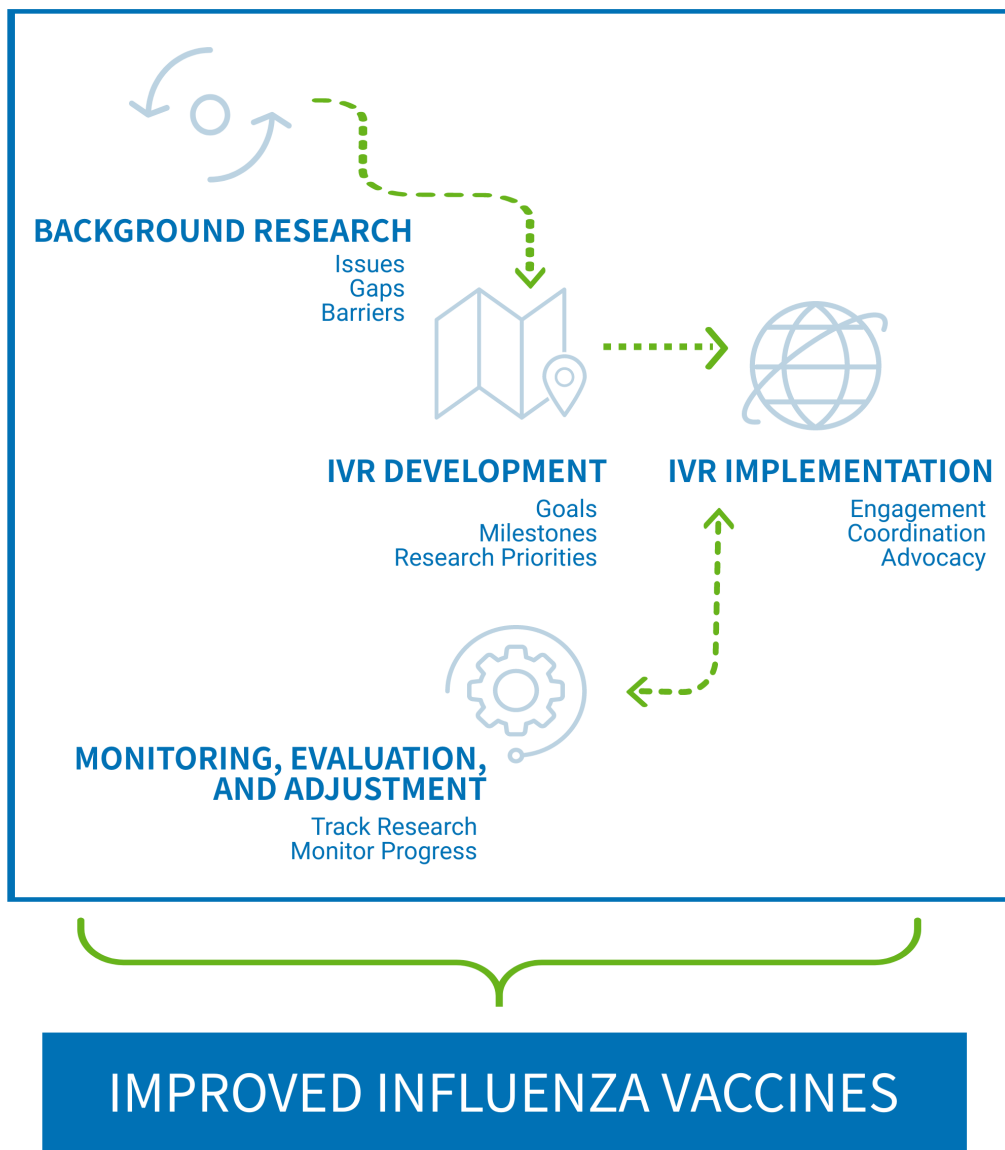 BACKGROUND RESEARCH
Issues
Gaps
Barriers
IVR DEVELOPMENT
Goals
Milestones
Research Priorities
IVR IMPLEMENTATION
Engagement
Coordination
Advocacy
MONITORING, EVALUATION,
AND ADJUSTMENT
Track Research
Monitor Progress
IMPROVED INFLUENZA VACCINES